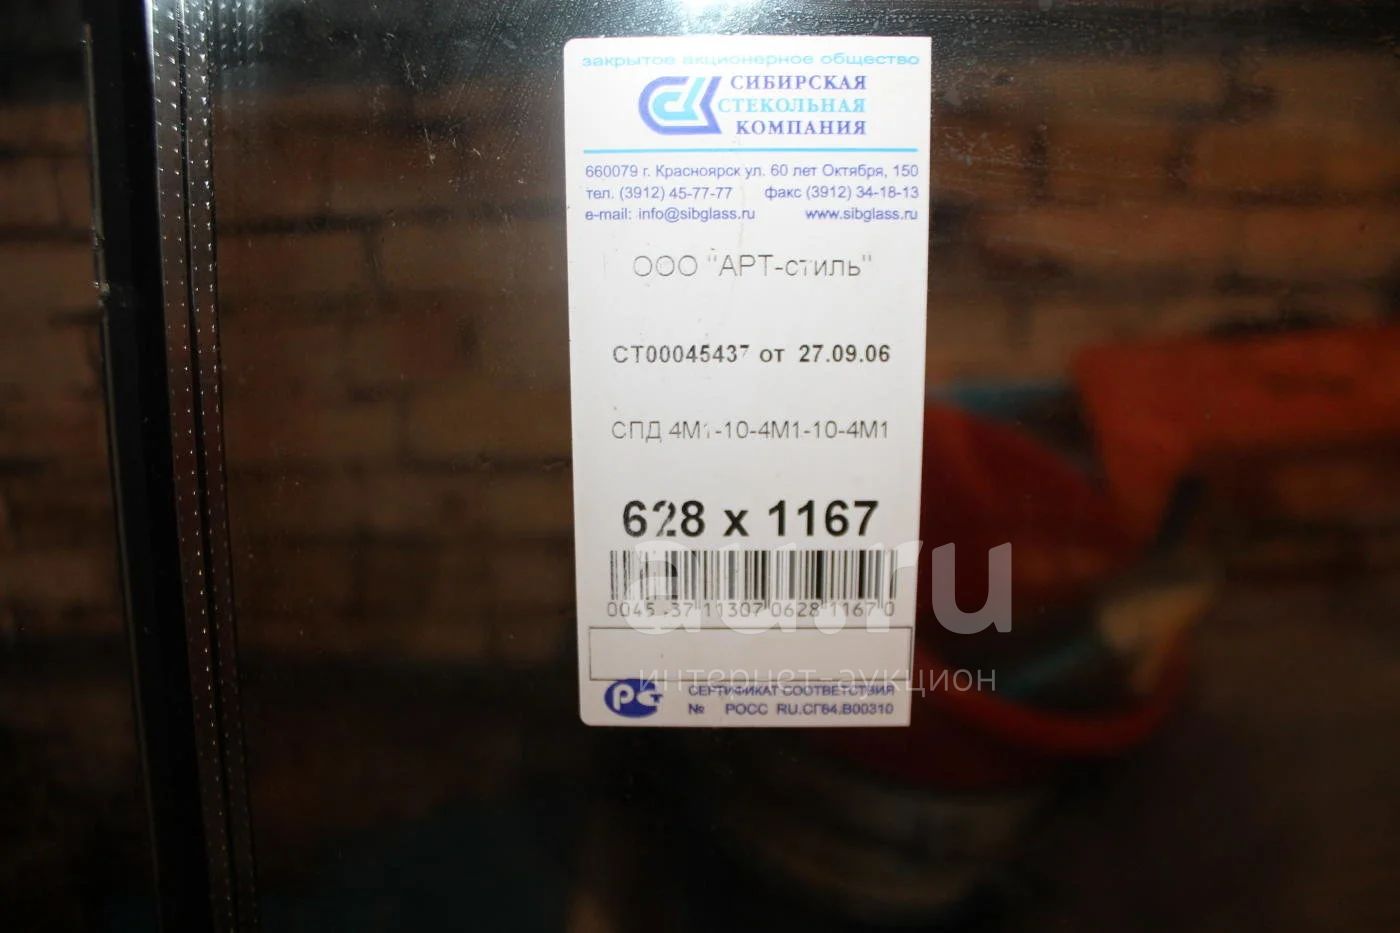 закрытое акционерное общество
СК СИБИРСКАЯ
СТЕКОЛЬНАЯ
КОМПАНИЯ
660079 г. Красноярск ул. 60 лет Октября, 150
тел. (3912) 45-77-77 факс (3912) 34-18-13
e-mail: info@sibglass.ru www.sibglass.ru
ООО "АРТ-стиль"
СТ00045437 от 27.09.06
СПД 4М1-10-4М1-10-4М1
628 x 1167
au.ru
11307 0628 1167 0
интернет-аукцион
РСТ СЕРТИФИКАТ СООТВЕТСТВИЯ
№ РОСС RU.СГ64.В00310